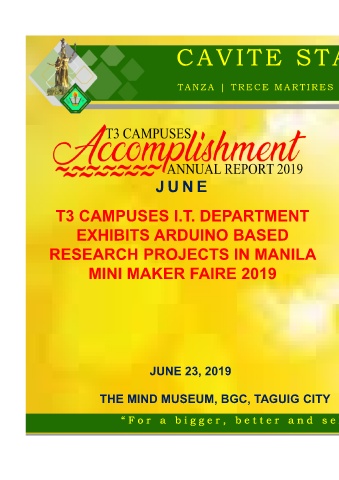 CAVITE STA
TANZA | TRECE MARTIRES
T3 CAMPUSES
Accomplishment
ANNUAL REPORT 2019
JUNE
T3 CAMPUSES I.T. DEPARTMENT
EXHIBITS ARDUINO BASED
RESEARCH PROJECTS IN MANILA
MINI MAKER FAIRE 2019
JUNE 23, 2019
THE MIND MUSEUM, BGC, TAGUIG CITY
"For a bigger, better and se